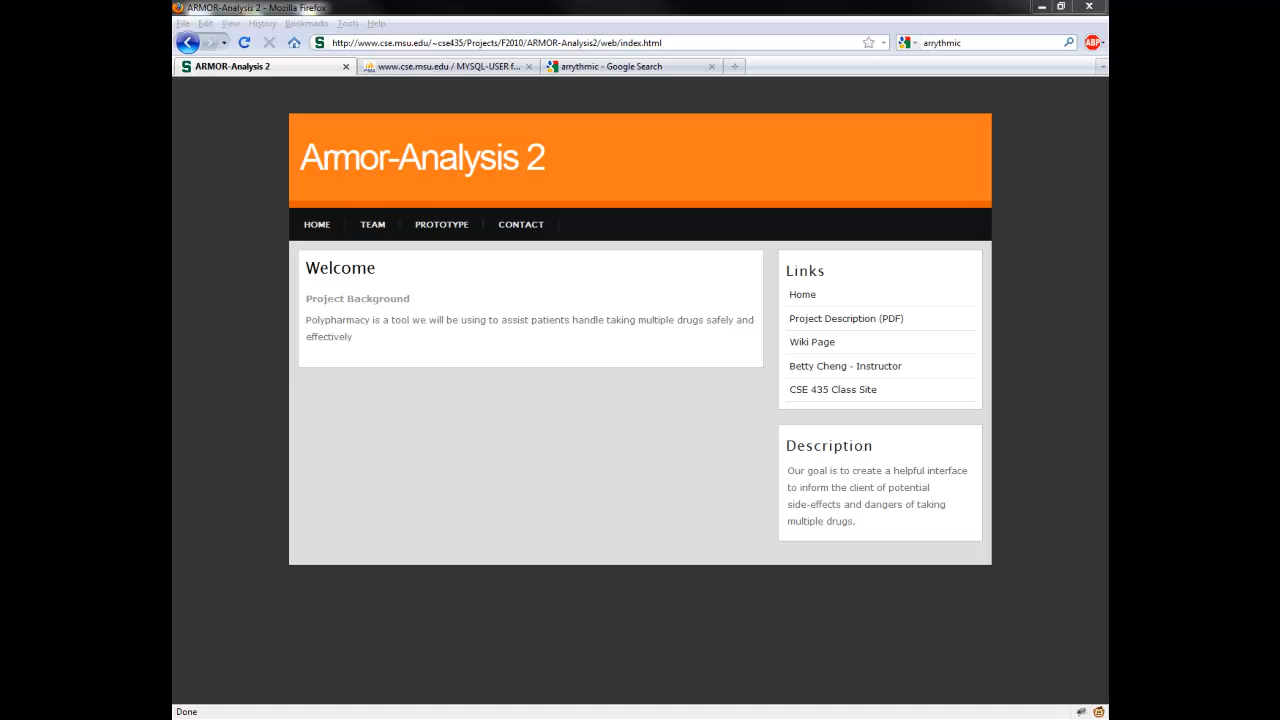 ARMOR-Analysis 2 - Mozilla Firefox
File Edit View History Bookmarks Tools Help
http://www.cse.msu.edu/~cse435/Projects/F2010/ARMOR-Analysis2/web/index.html
arrythmic
ABP
ARMOR-Analysis 2
www.cse.msu.edu / MYSQL-USER f...
arrythmic - Google Search
Armor-Analysis 2
HOME TEAM PROTOTYPE CONTACT
Welcome
Project Background
Polypharmacy is a tool we will be using to assist patients handle taking multiple drugs safely and
effectively
Links
Home
Project Description (PDF)
Wiki Page
Betty Cheng - Instructor
CSE 435 Class Site
Description
Our goal is to create a helpful interface
to inform the client of potential
side-effects and dangers of taking
multiple drugs.
Done